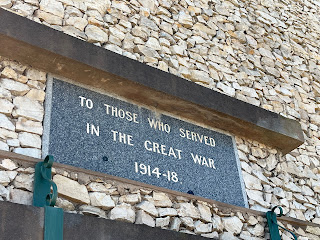 TO THOSE WHO SERVED
IN THE GREAT WAR
1914-18